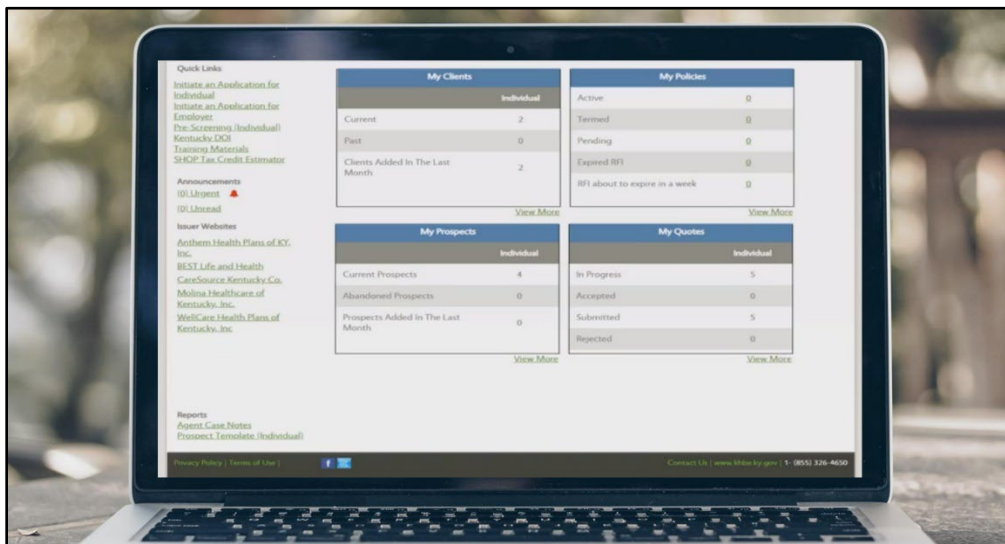 Quick Links
Initiate an Application for
Individual
Initiate an Application for
Employer
Pre-Screening (Individual)
Kentucky DOI
Training Materials
SHOP Tax Credit Estimator
Announcements
(0) Urgent
(0) Unread
Issuer Websites
Anthem Health Plans of KY,
Inc.
BEST Life and Health
CareSource Kentucky Co.
Molina Healthcare of
Kentucky, Inc.
WellCare Health Plans of
Kentucky, Inc
Reports
Agent Case Notes
Prospect Template (Individual)
My Clients
Individual
Current 2
Past 0
Clients Added In The Last
Month 2
View More
My Policies
Active 0
Termed 0
Pending 0
Expired RFI 0
RFI about to expire in a week 0
View More
My Prospects
Individual
Current Prospects 4
Abandoned Prospects 0
Prospects Added In The Last
Month 0
View More
My Quotes
Individual
In Progress 5
Accepted 0
Submitted 5
Rejected 0
View More
Privacy Policy | Terms of Use |
f
Contact Us | www.khbe.ky.gov | 1- (855) 326-4650